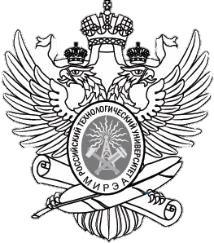 РОССИЙСКИЙ ТЕХНОЛОГИЧЕСКИЙ УНИВЕРСИТЕТ
МИРЭА